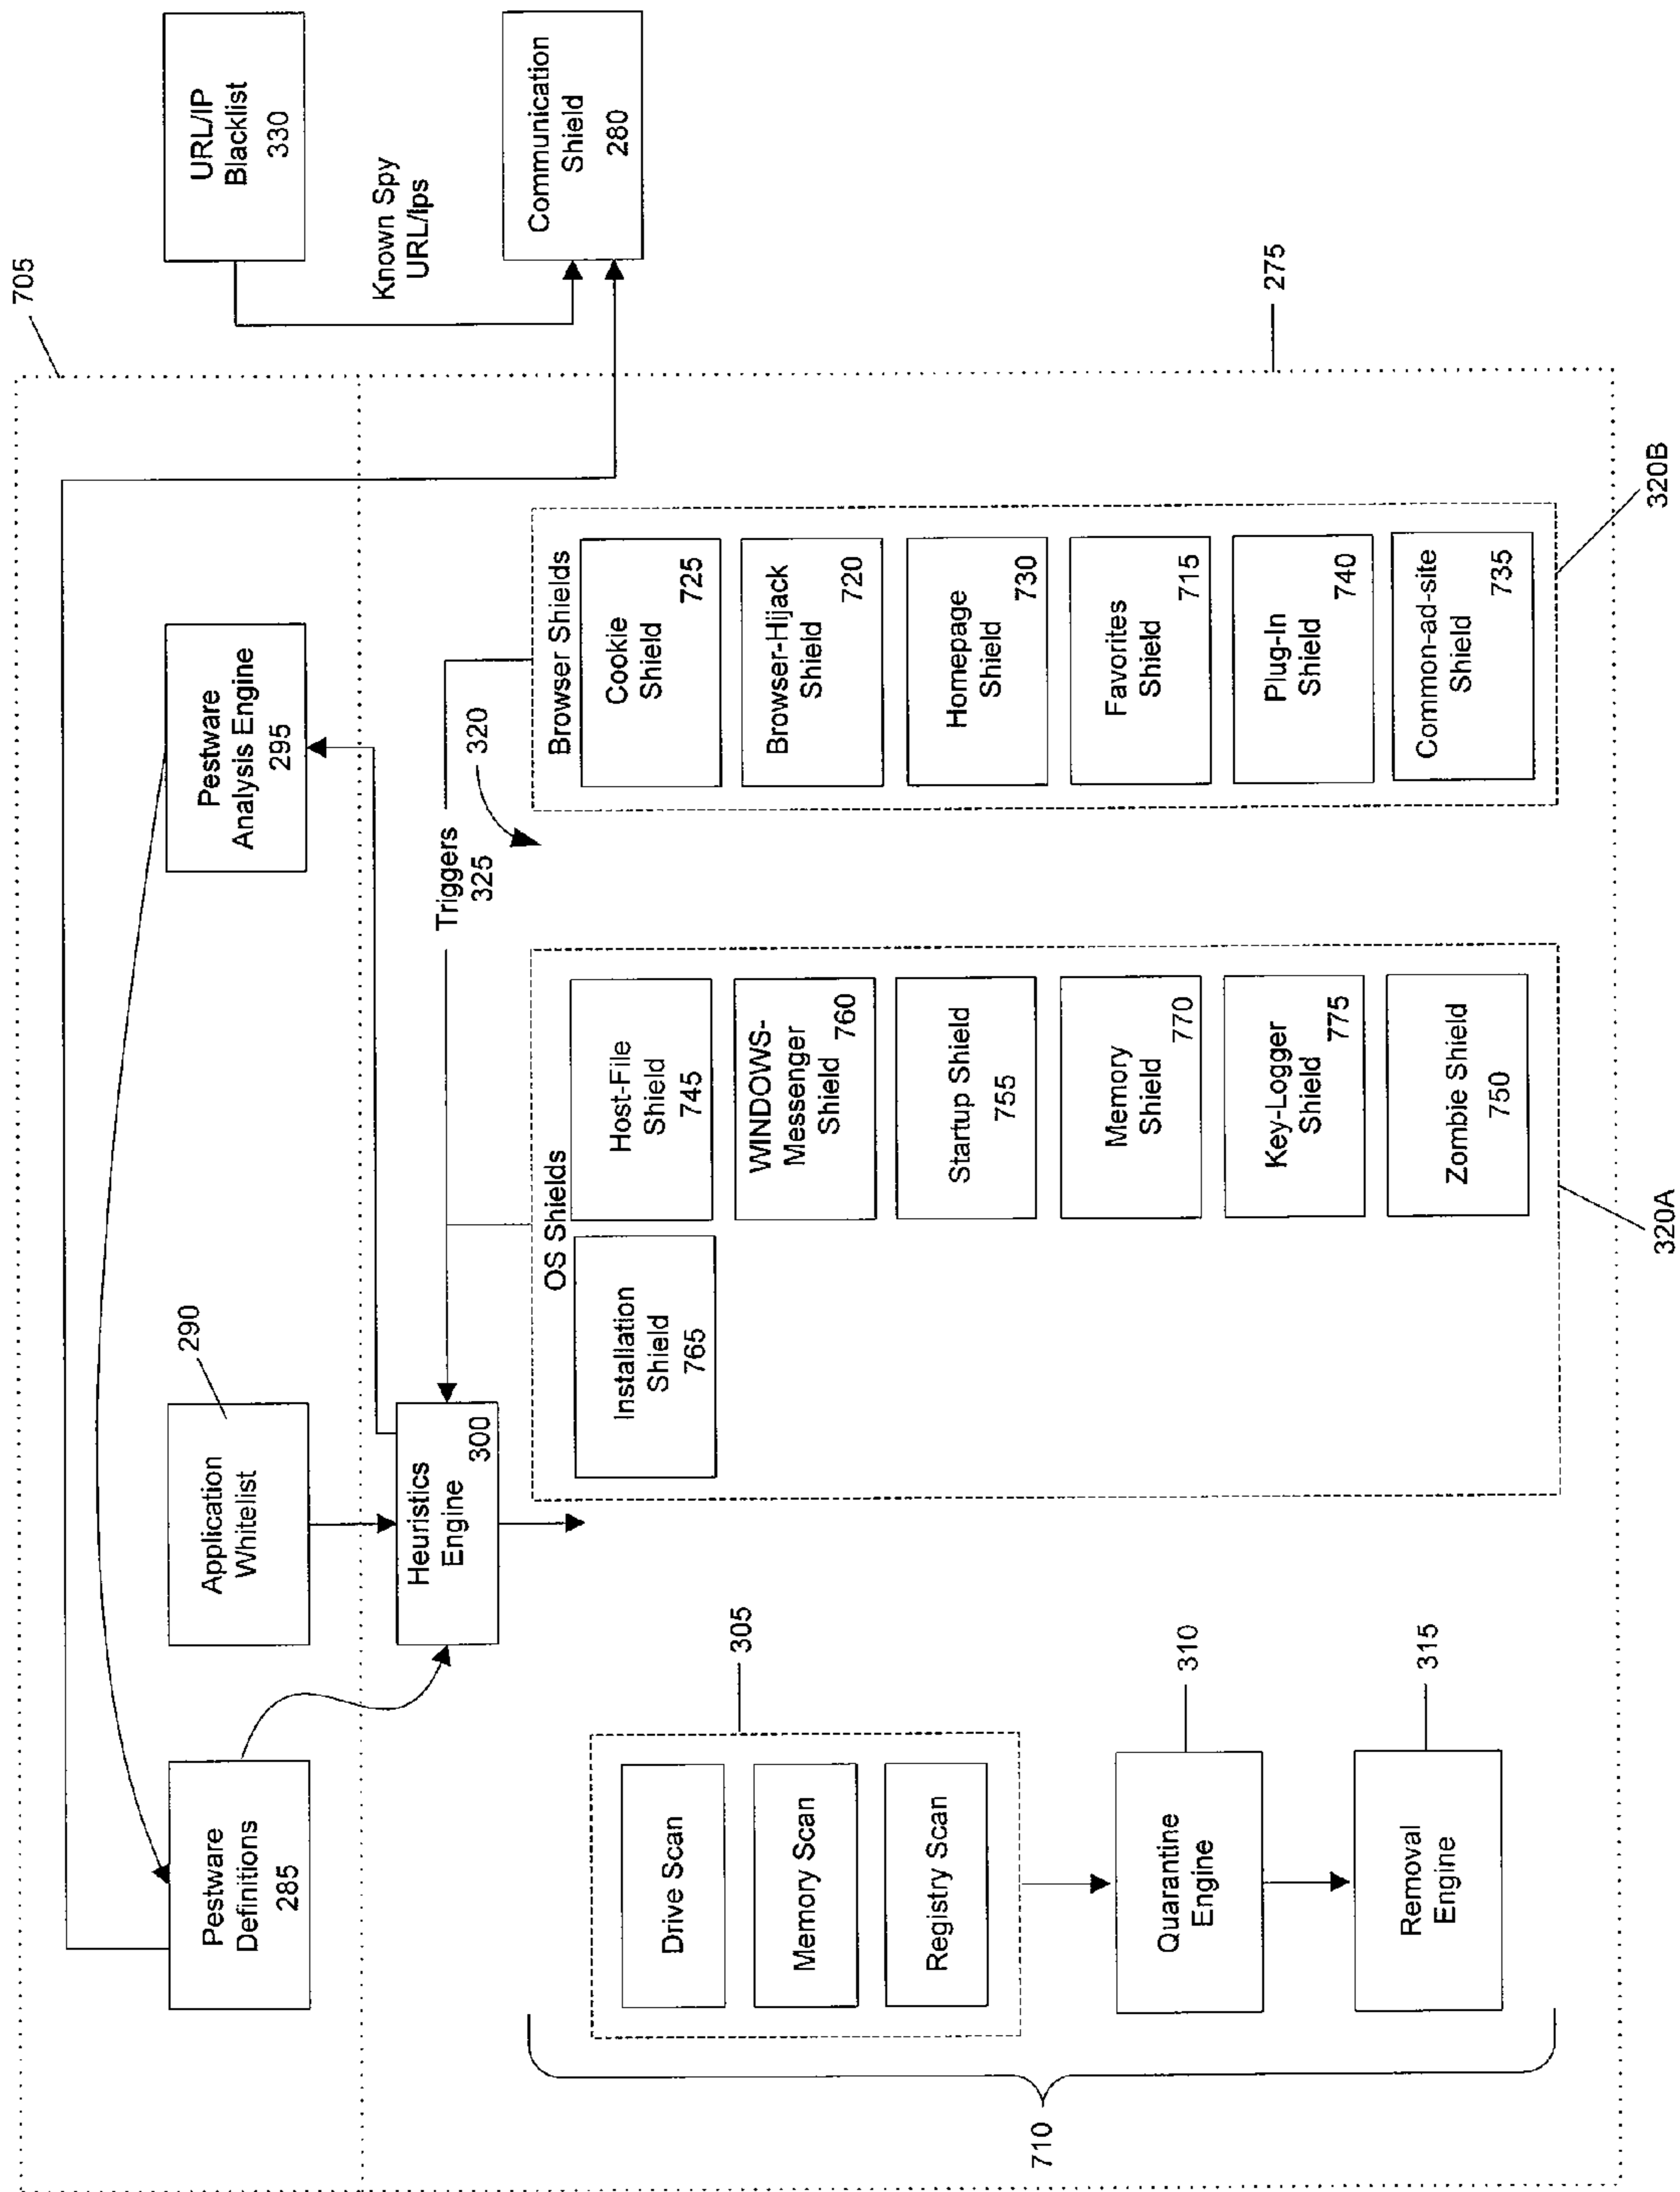 705
URL/IP
Blacklist
330
Known Spy
URL/Ips
Communication
Shield
280
275
Pestware
Analysis Engine
295
290
Application
Whitelist
Pestware
Definitions
285
Heuristics
Engine
300
Triggers
325
320
Browser Shields
Cookie
Shield
725
Browser-Hijack
Shield
720
Homepage
Shield
730
Favorites
Shield
715
Plug-In
Shield
740
Common-ad-site
Shield
735
320B
OS Shields
Host-File
Shield
745
WINDOWS-
Messenger
Shield
760
Startup Shield
755
Memory
Shield
770
Key-Logger
Shield
775
Zombie Shield
750
Installation
Shield
765
320A
305
Drive Scan
Memory Scan
Registry Scan
310
Quarantine
Engine
315
Removal
Engine
710